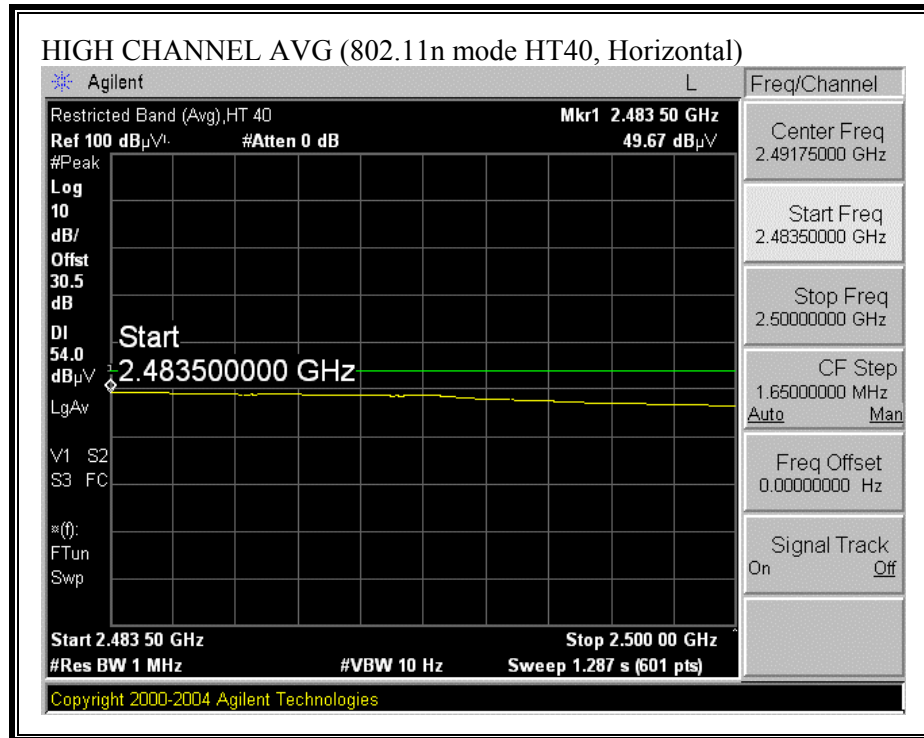 HIGH CHANNEL AVG (802.11n mode HT40, Horizontal)
Agilent L
Freq/Channel
Restricted Band (Avg),HT 40 Mkr1 2.483 50 GHz
Ref 100 dBµV #Atten 0 dB 49.67 dBµV
#Peak
Log
10
dB/
Offst
30.5
dB
DI
54.0
dBµV
LgAv
V1 S2
S3 FC
¤(f):
FTun
Swp
Start
2.483500000 GHz
1
Start 2.483 50 GHz Stop 2.500 00 GHz
#Res BW 1 MHz #VBW 10 Hz Sweep 1.287 s (601 pts)
Center Freq
2.49175000 GHz
Start Freq
2.48350000 GHz
Stop Freq
2.50000000 GHz
CF Step
1.65000000 MHz
Auto Man
Freq Offset
0.00000000 Hz
Signal Track
On Off
Copyright 2000-2004 Agilent Technologies